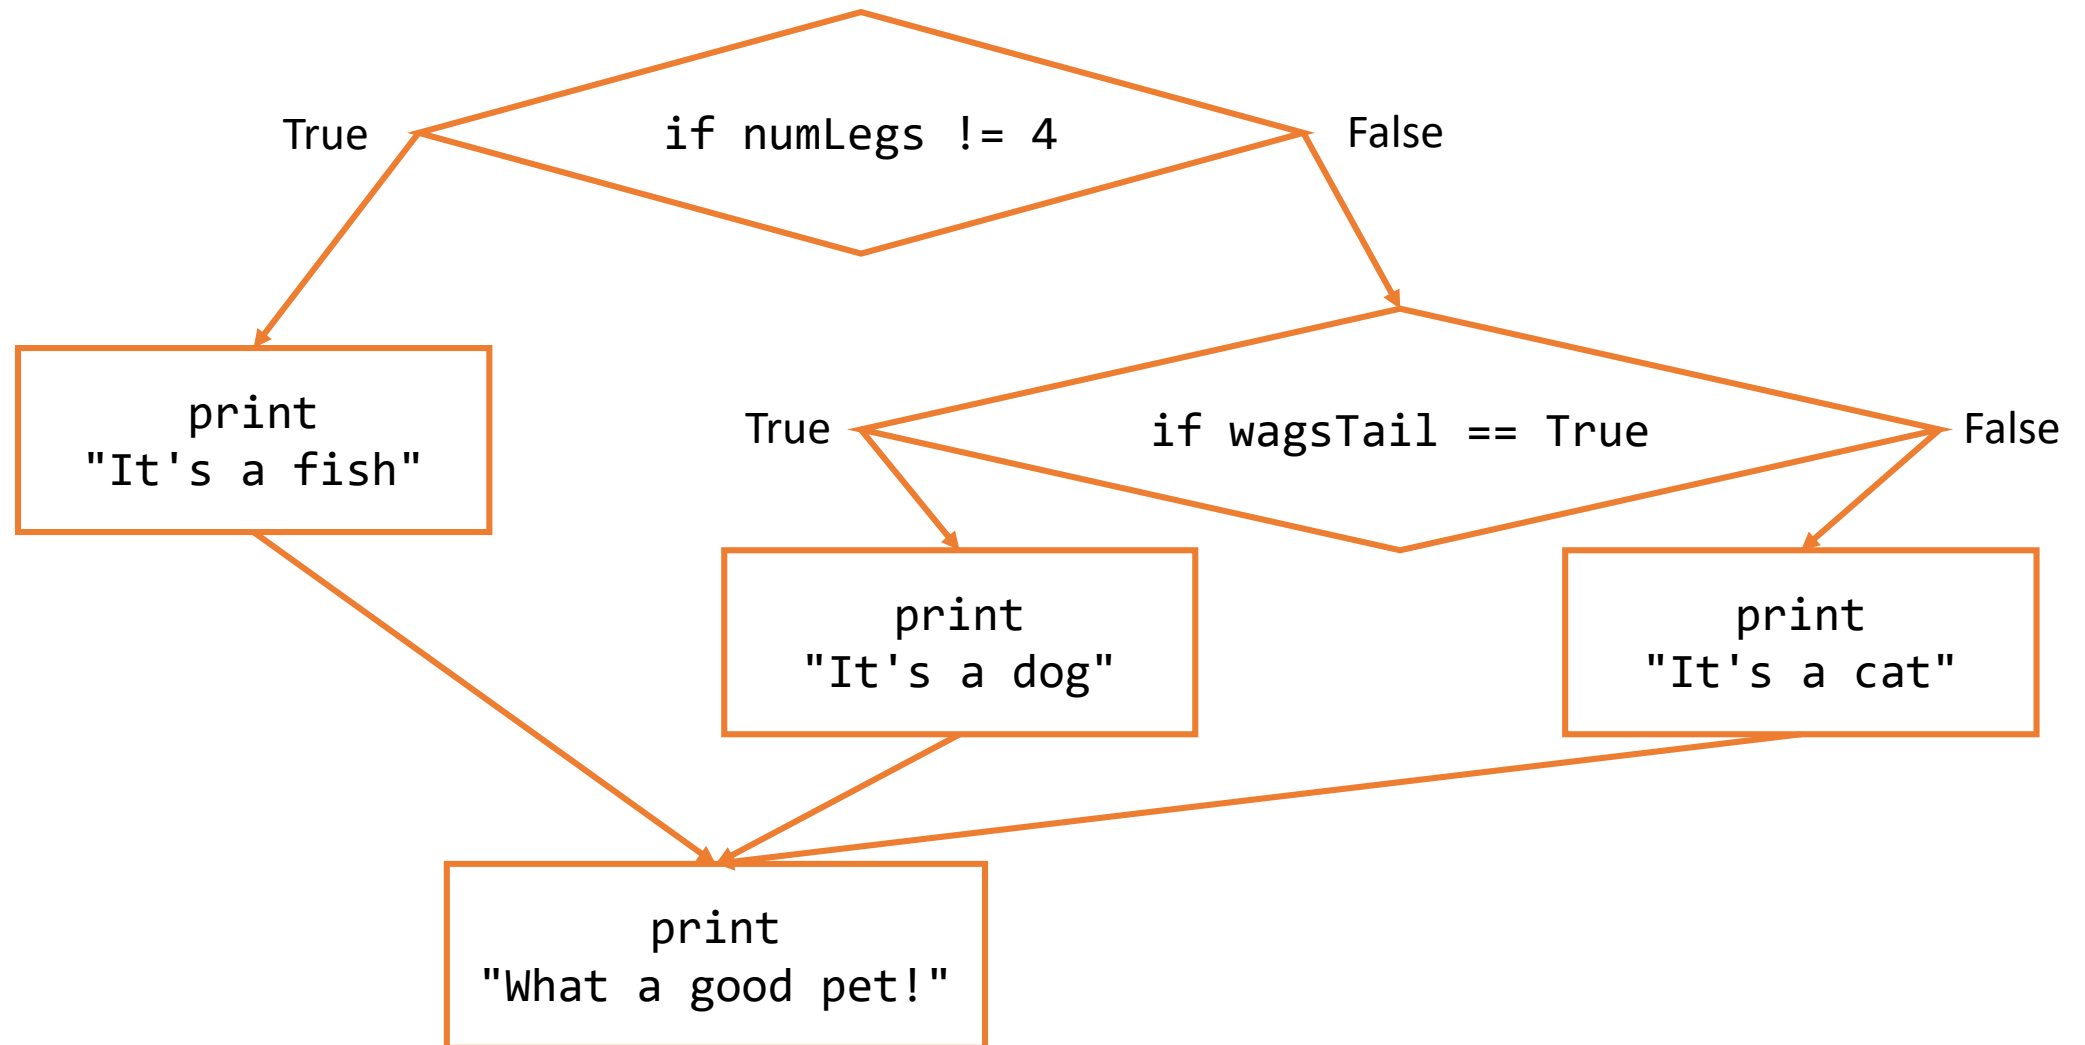 if numLegs != 4
True
False
print
"It's a fish"
if wagsTail == True
True
False
print
"It's a dog"
print
"It's a cat"
print
"What a good pet!"